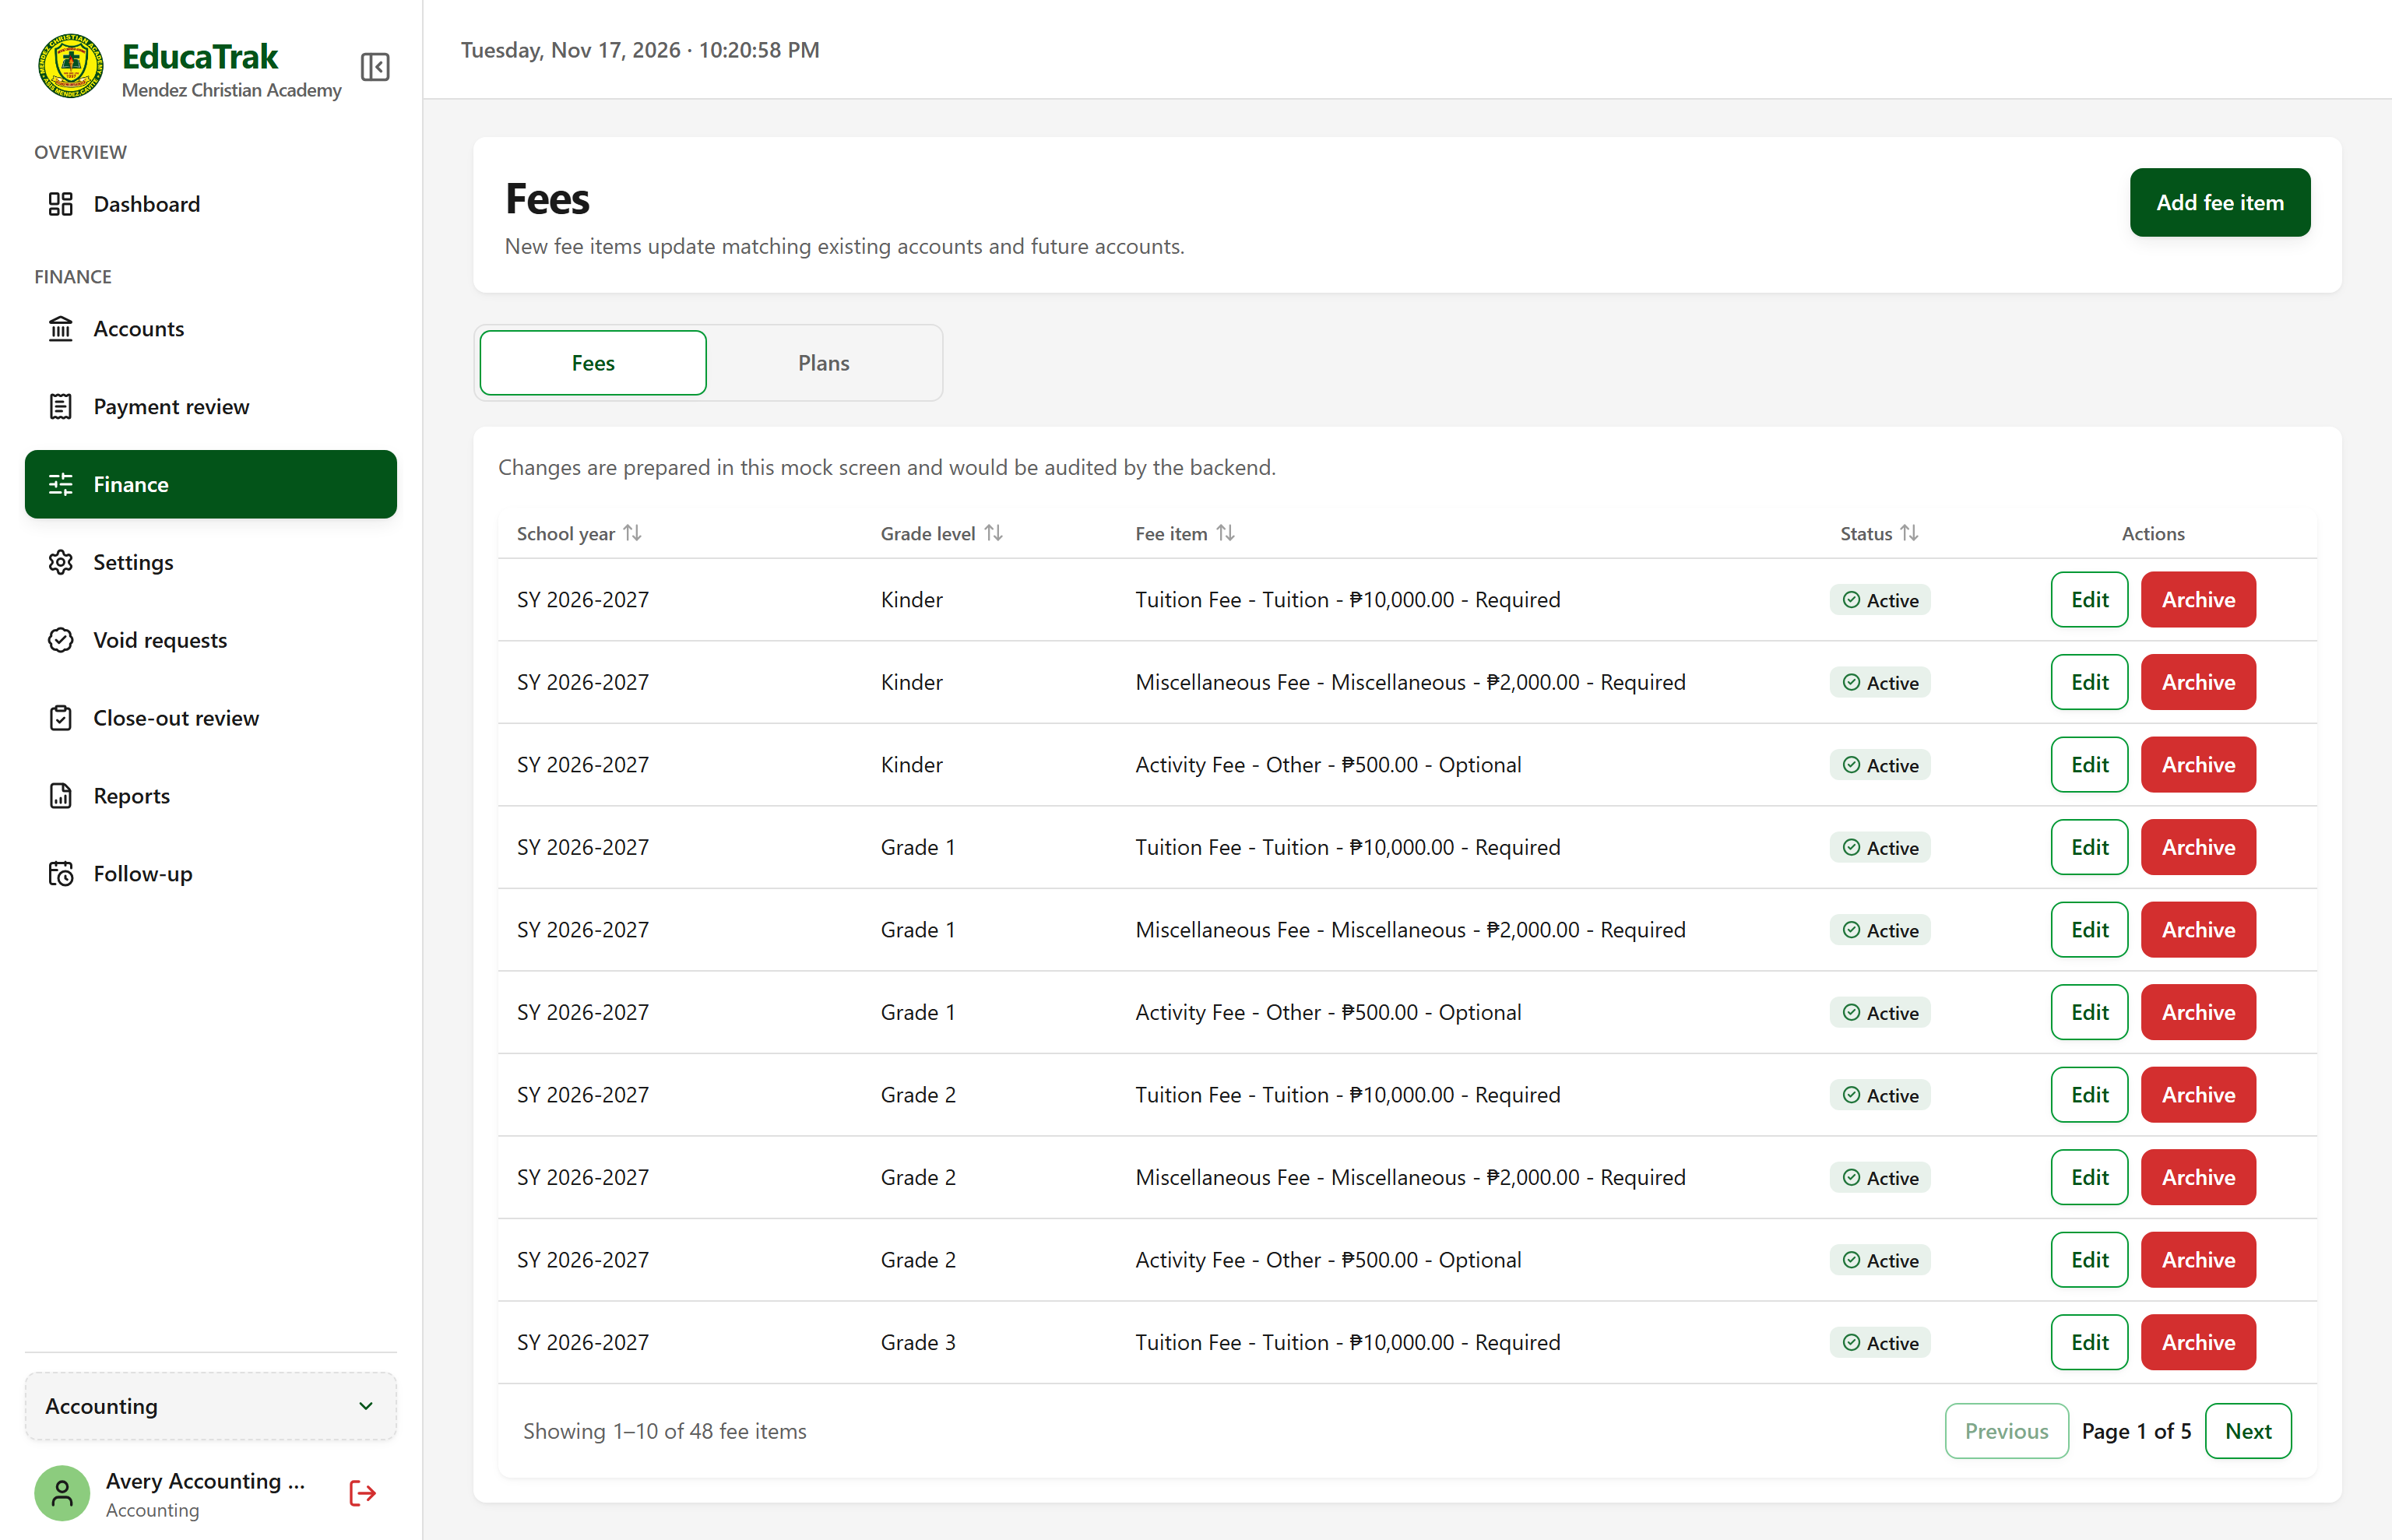 EducaTrak
Mendez Christian Academy
OVERVIEW
Dashboard
FINANCE
Accounts
Payment review
Finance
Settings
Void requests
Close-out review
Reports
Follow-up
Accounting
Avery Accounting ...
Accounting
Tuesday, Nov 17, 2026 · 10:20:58 PM
Fees
New fee items update matching existing accounts and future accounts.
Add fee item
Fees Plans
Changes are prepared in this mock screen and would be audited by the backend.
School year Grade level Fee item Status Actions
SY 2026-2027 Kinder Tuition Fee - Tuition - ₱10,000.00 - Required Active Edit Archive
SY 2026-2027 Kinder Miscellaneous Fee - Miscellaneous - ₱2,000.00 - Required Active Edit Archive
SY 2026-2027 Kinder Activity Fee - Other - ₱500.00 - Optional Active Edit Archive
SY 2026-2027 Grade 1 Tuition Fee - Tuition - ₱10,000.00 - Required Active Edit Archive
SY 2026-2027 Grade 1 Miscellaneous Fee - Miscellaneous - ₱2,000.00 - Required Active Edit Archive
SY 2026-2027 Grade 1 Activity Fee - Other - ₱500.00 - Optional Active Edit Archive
SY 2026-2027 Grade 2 Tuition Fee - Tuition - ₱10,000.00 - Required Active Edit Archive
SY 2026-2027 Grade 2 Miscellaneous Fee - Miscellaneous - ₱2,000.00 - Required Active Edit Archive
SY 2026-2027 Grade 2 Activity Fee - Other - ₱500.00 - Optional Active Edit Archive
SY 2026-2027 Grade 3 Tuition Fee - Tuition - ₱10,000.00 - Required Active Edit Archive
Showing 1–10 of 48 fee items
Previous Page 1 of 5 Next